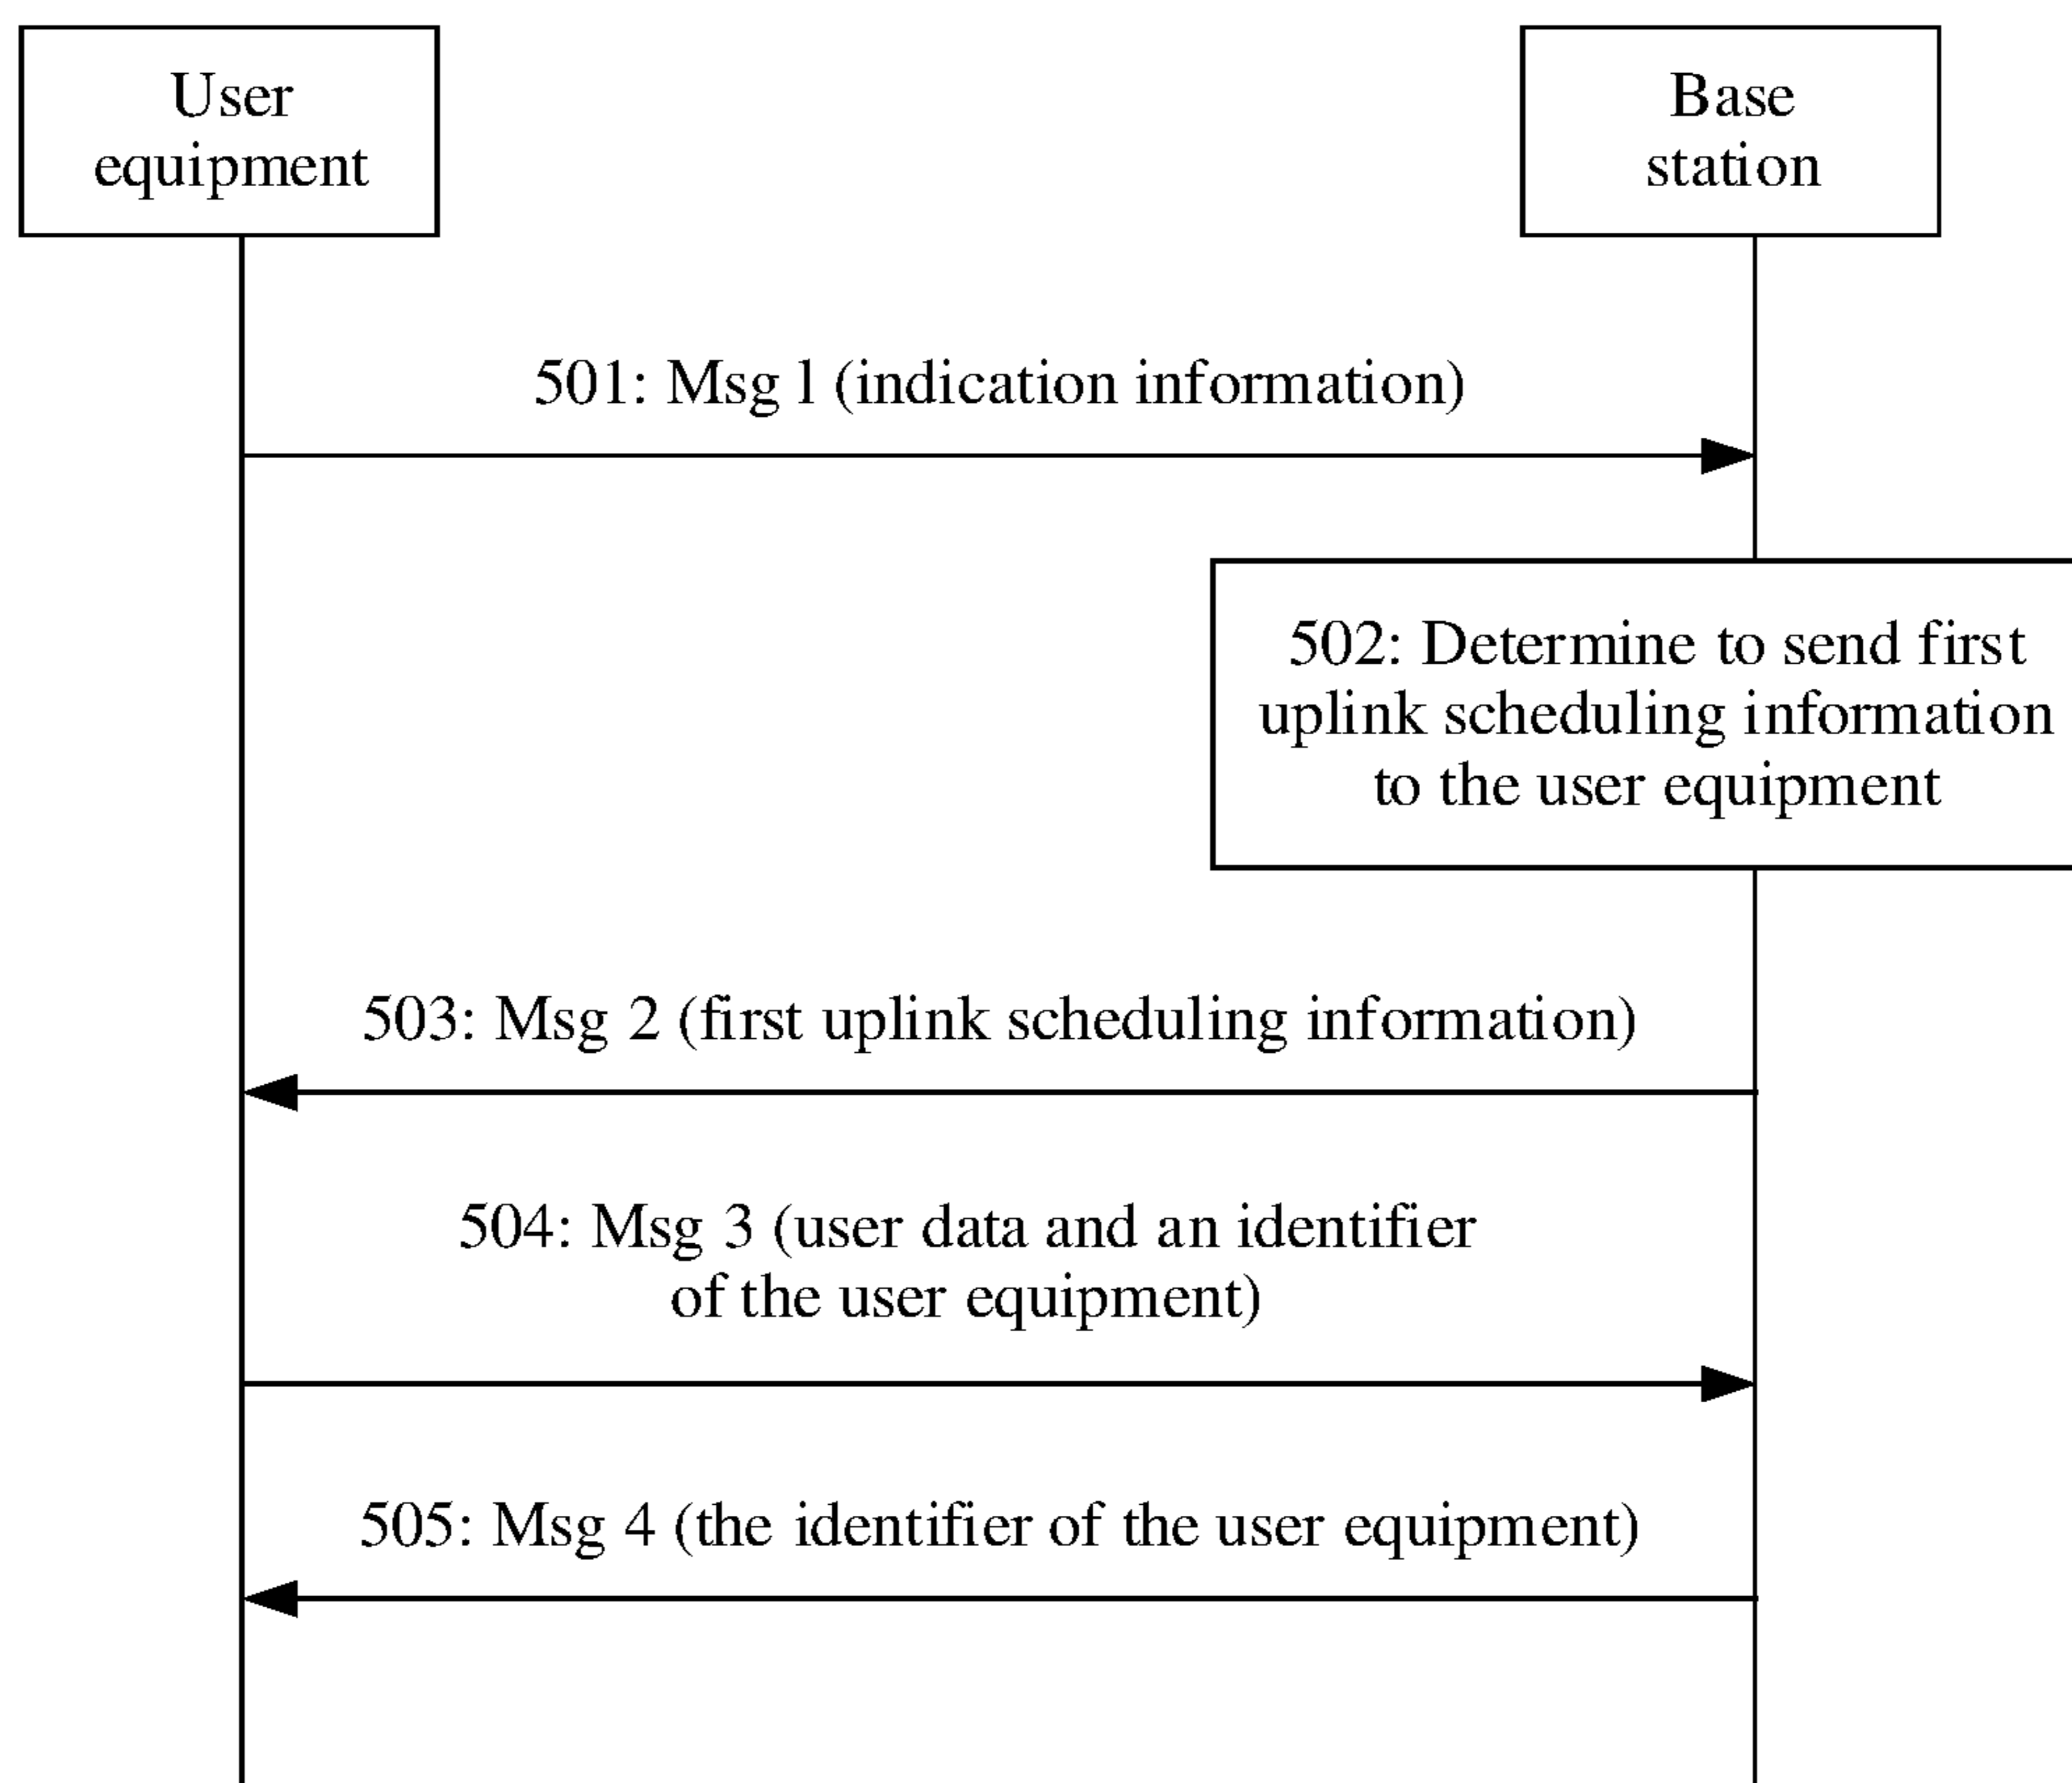 User
equipment
Base
station
501: Msg 1 (indication information)
502: Determine to send first
uplink scheduling information
to the user equipment
503: Msg 2 (first uplink scheduling information)
504: Msg 3 (user data and an identifier
of the user equipment)
505: Msg 4 (the identifier of the user equipment)